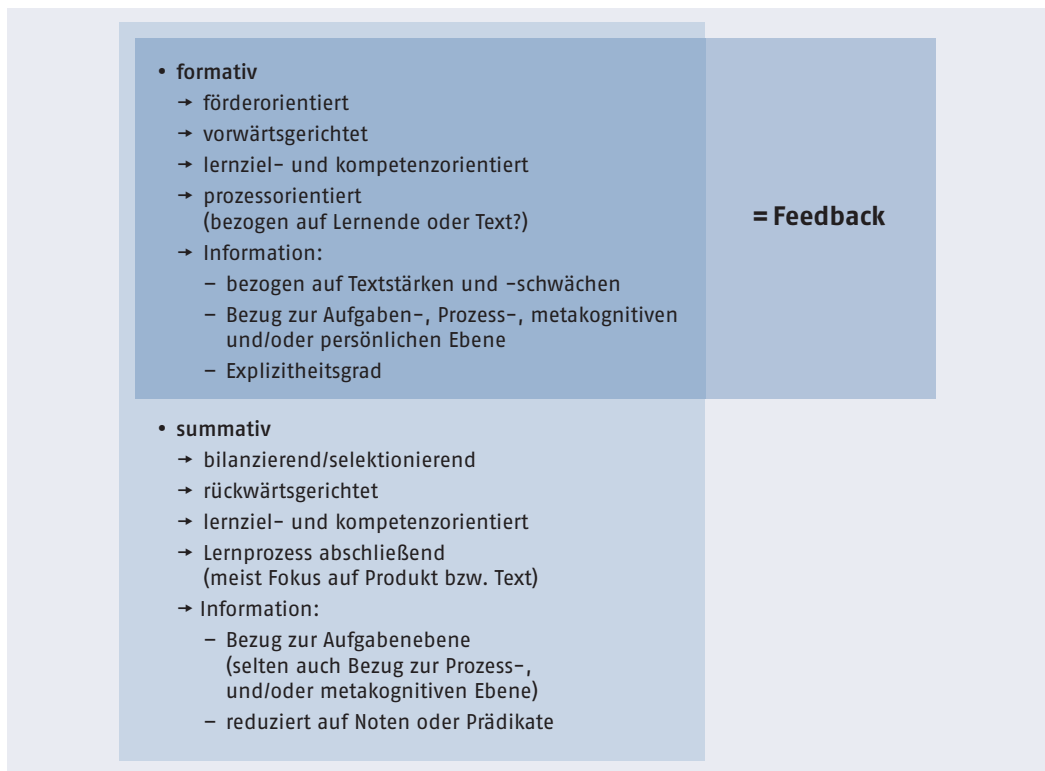 • formativ
→ förderorientiert
→ vorwärtsgerichtet
→ lernziel- und kompetenzorientiert
→ prozessorientiert
(bezogen auf Lernende oder Text?)
→ Information:
– bezogen auf Textstärken und -schwächen
– Bezug zur Aufgaben-, Prozess-, metakognitiven
und/oder persönlichen Ebene
– Explizitheitsgrad
= Feedback
• summativ
→ bilanzierend/selektionierend
→ rückwärtsgerichtet
→ lernziel- und kompetenzorientiert
→ Lernprozess abschließend
(meist Fokus auf Produkt bzw. Text)
→ Information:
– Bezug zur Aufgabenebene
(selten auch Bezug zur Prozess-,
und/oder metakognitiven Ebene)
– reduziert auf Noten oder Prädikate